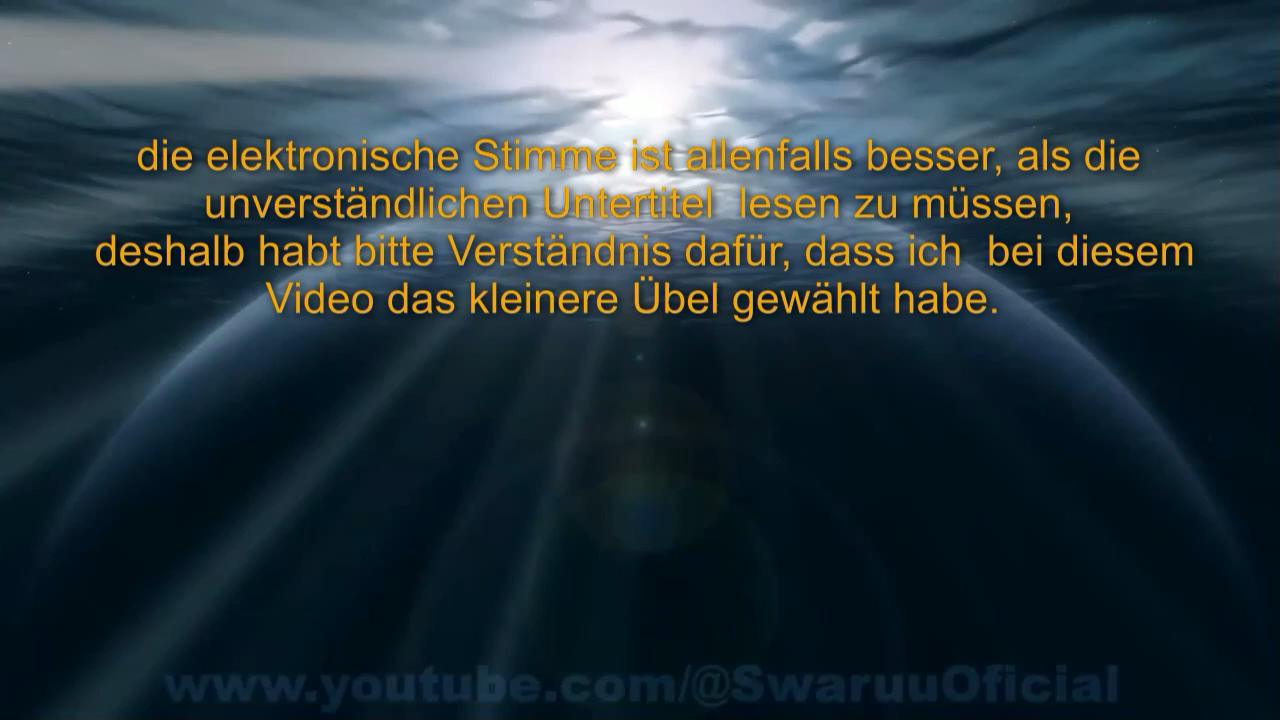 die elektronische Stimme ist allenfalls besser, als die
unverständlichen Untertitel  lesen zu müssen,
deshalb habt bitte Verständnis dafür, dass ich  bei diesem
Video das kleinere Übel gewählt habe.
www.youtube.com/@SwaruuOficial